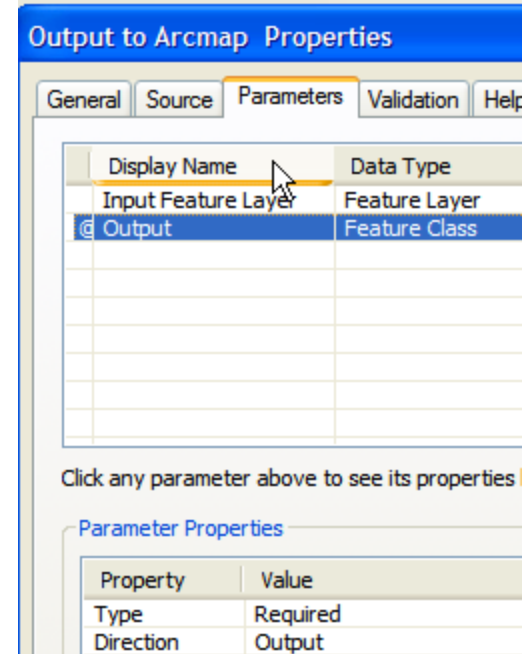 Output to Arcmap Properties
General Source Parameters Validation Help
Display Name Data Type
Input Feature Layer Feature Layer
@ Output Feature Class
Click any parameter above to see its properties
Parameter Properties
Property Value
Type Required
Direction Output